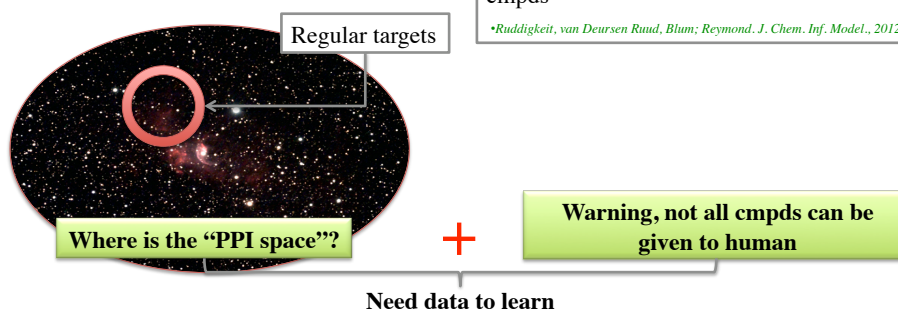 cmpds
•Ruddigkeit, van Deursen Ruud, Blum; Reymond. J. Chem. Inf. Model., 2012
Regular targets
Where is the “PPI space”?
+
Warning, not all cmpds can be
given to human
Need data to learn